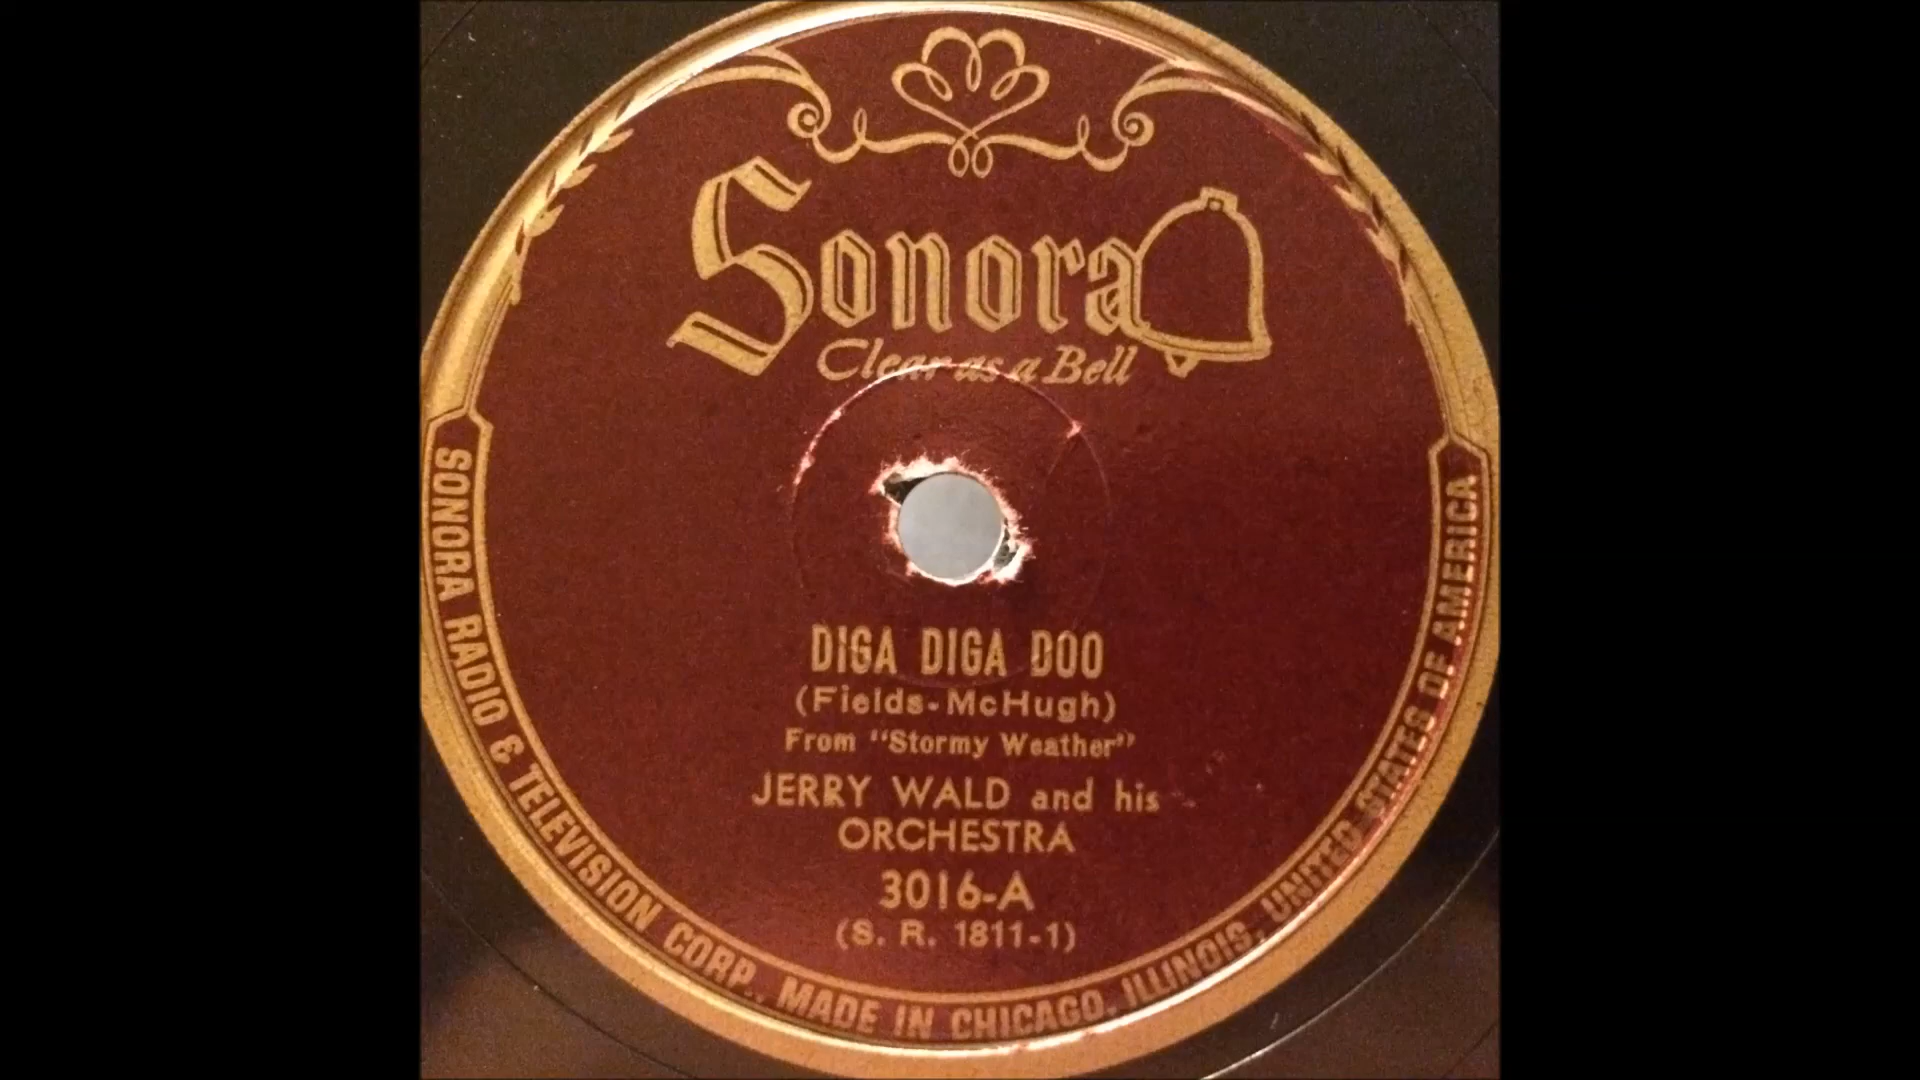 Sonora
Clear as a Bell
DIGA DIGA DOO
(Fields-McHugh)
From "Stormy Weather"
JERRY WALD and his
ORCHESTRA
3016-A
(S. R. 1811-1)
SONORA RADIO & TELEVISION CORP., MADE IN CHICAGO, ILLINOIS, UNITED STATES OF AMERICA